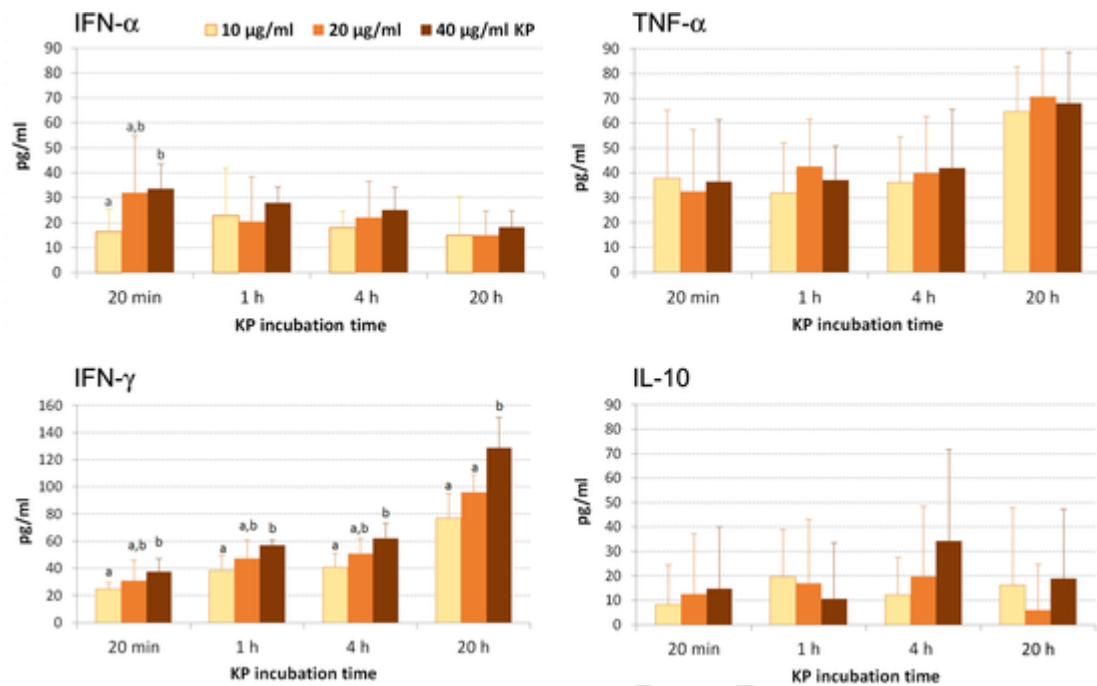 IFN-α
10 µg/ml 20 µg/ml 40 µg/ml KP
90
80
70
60
50
40
30
20
10
0
pg/ml
a
a,b
b
20 min 1 h 4 h 20 h
KP incubation time
TNF-α
90
80
70
60
50
40
30
20
10
0
pg/ml
20 min 1 h 4 h 20 h
KP incubation time
IFN-γ
160
140
120
100
80
60
40
20
0
pg/ml
a a,b b
a a,b b
a a,b b
a a b
20 min 1 h 4 h 20 h
KP incubation time
IL-10
90
80
70
60
50
40
30
20
10
0
pg/ml
20 min 1 h 4 h 20 h
KP incubation time